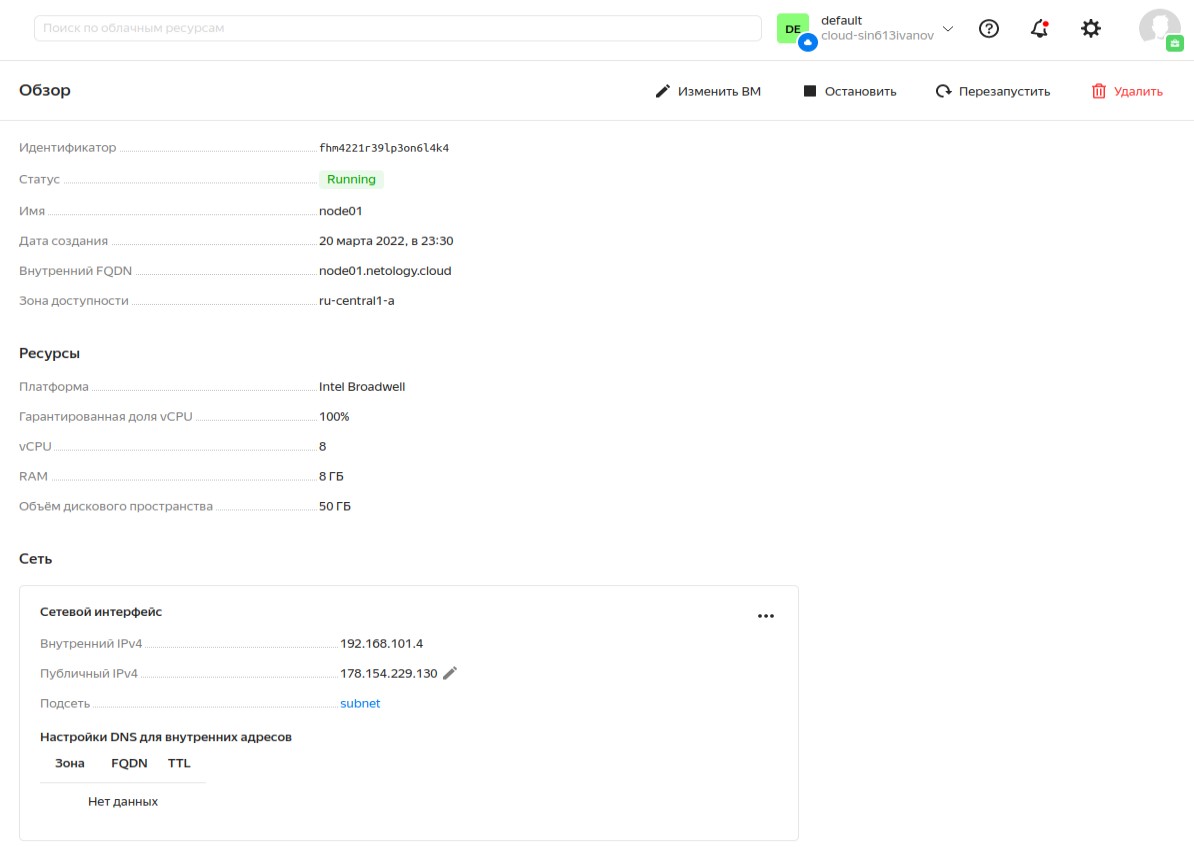 Поиск по облачным ресурсам
DE
default
cloud-sin613ivanov
Обзор
Изменить ВМ
Остановить
Перезапустить
Удалить
Идентификатор fhm4221r39lp3on6l4k4
Статус Running
Имя node01
Дата создания 20 марта 2022, в 23:30
Внутренний FQDN node01.netology.cloud
Зона доступности ru-central1-a
Ресурсы
Платформа Intel Broadwell
Гарантированная доля vCPU 100%
vCPU 8
RAM 8 ГБ
Объём дискового пространства 50 ГБ
Сеть
Сетевой интерфейс
Внутренний IPv4 192.168.101.4
Публичный IPv4 178.154.229.130
Подсеть subnet
Настройки DNS для внутренних адресов
Зона FQDN TTL
Нет данных